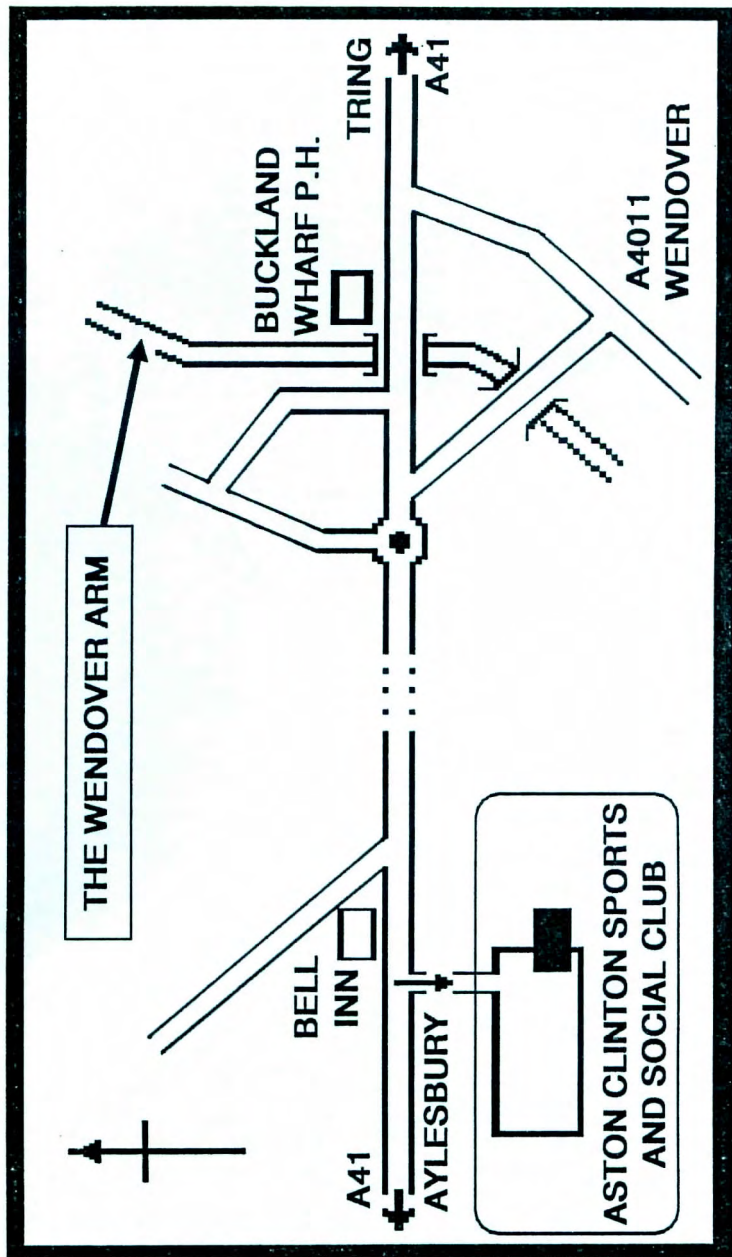 THE WENDOVER ARM
BUCKLAND
WHARF P.H.
TRING
A41
BELL
INN
A41
AYLESBURY
A4011
WENDOVER
ASTON CLINTON SPORTS
AND SOCIAL CLUB